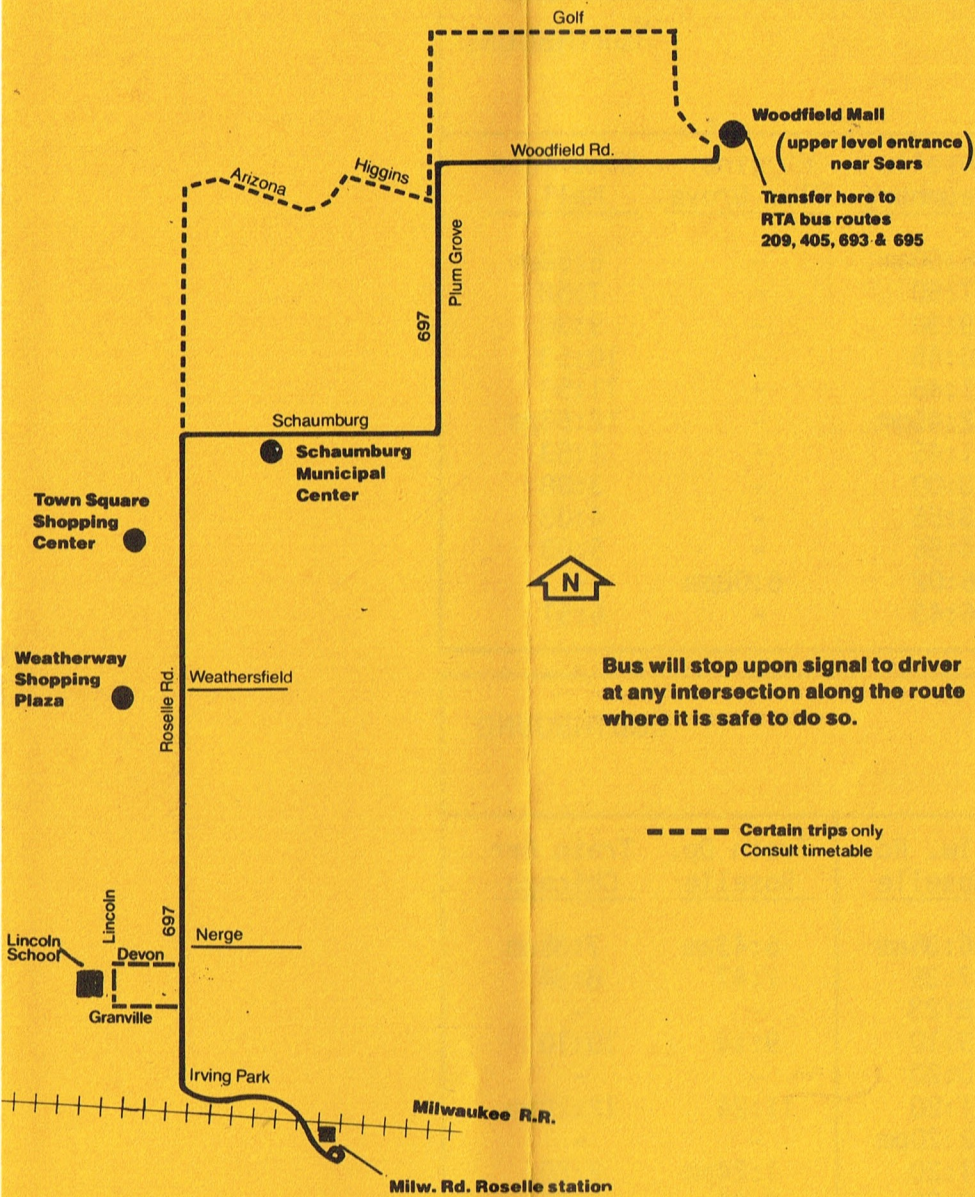 Golf
Woodfield Mall
(upper level entrance
near Sears)
Woodfield Rd.
Arizona
Higgins
Transfer here to
RTA bus routes
209, 405, 693 & 695
Plum Grove
697
Schaumburg
Schaumburg
Municipal
Center
Town Square
Shopping
Center
N
Weatherway
Shopping
Plaza
Roselle Rd.
Weathersfield
Bus will stop upon signal to driver
at any intersection along the route
where it is safe to do so.
Certain trips only
Consult timetable
Lincoln
697
Nerge
Lincoln
School
Devon
Granville
Irving Park
Milwaukee R.R.
Milw. Rd. Roselle station